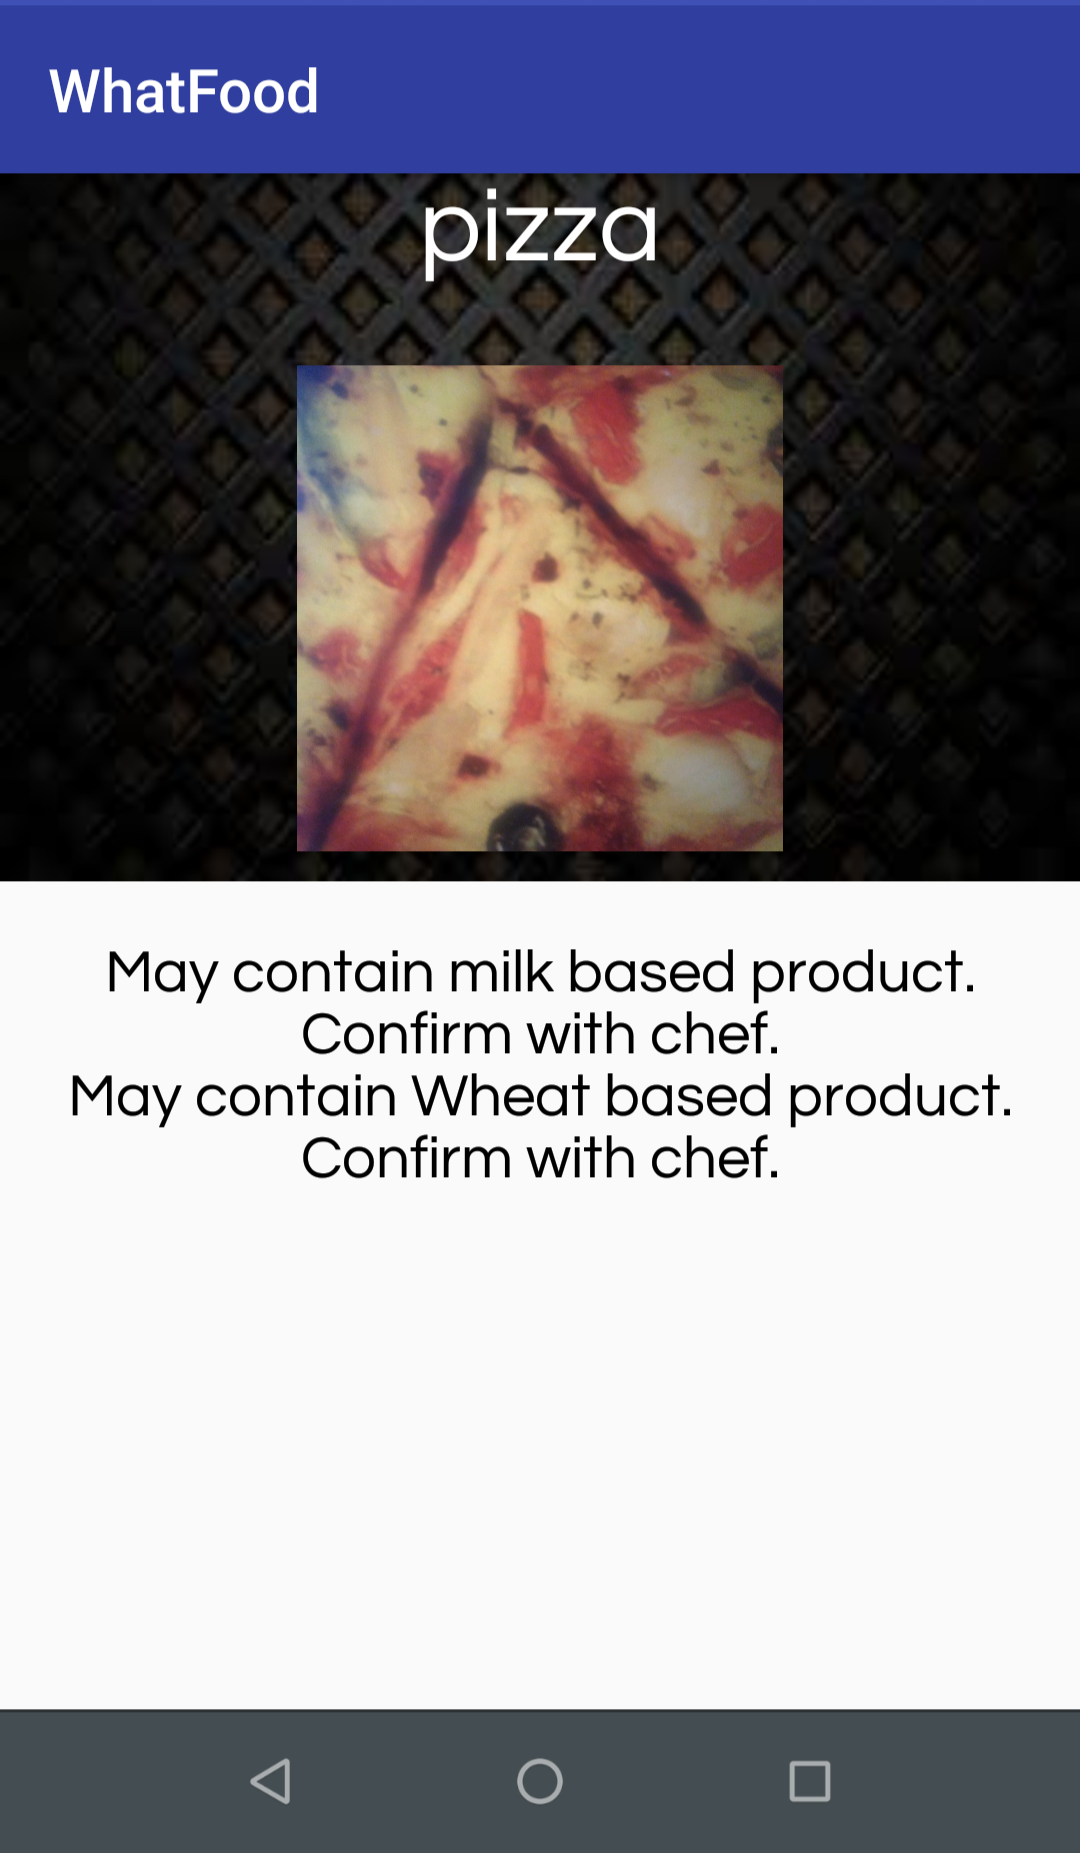 WhatFood
pizza
May contain milk based product.
Confirm with chef.
May contain Wheat based product.
Confirm with chef.